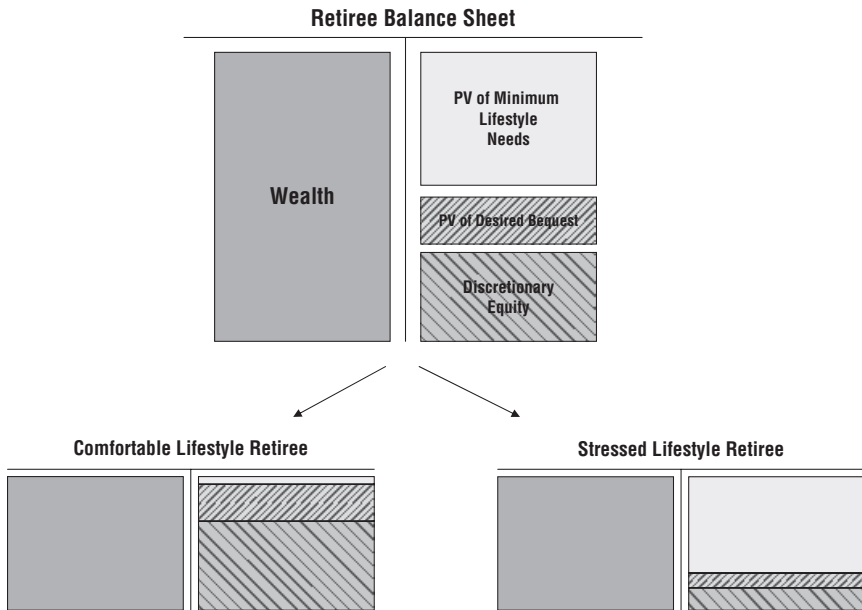 Retiree Balance Sheet
Wealth
PV of Minimum
Lifestyle
Needs
PV of Desired Bequest
Discretionary
Equity
Comfortable Lifestyle Retiree
Stressed Lifestyle Retiree